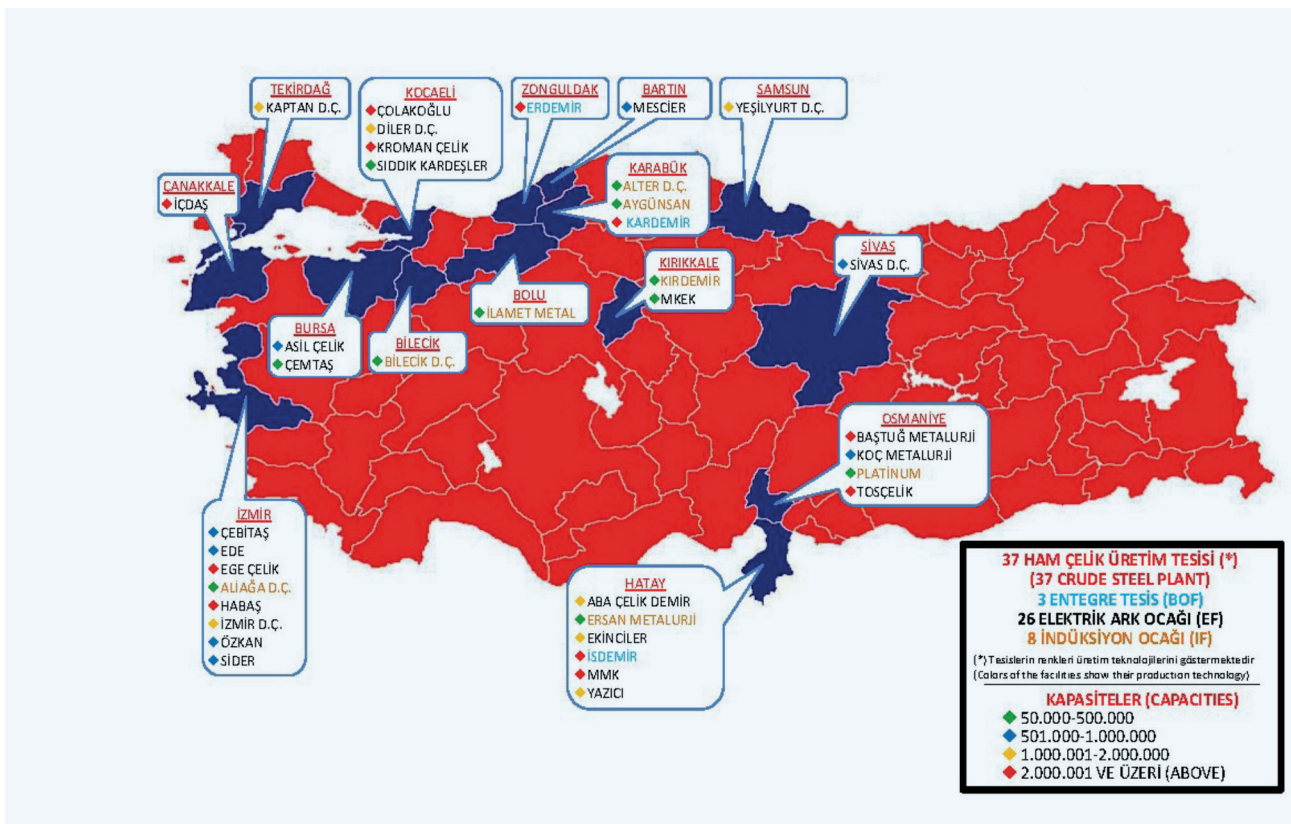 TEKİRDAĞ
KAPTAN D.Ç.
KOCAELİ
ÇOLAKOĞLU
DİLER D.Ç.
KROMAN ÇELİK
SIDDIK KARDEŞLER
ZONGULDAK
ERDEMİR
BARTIN
MESCİER
SAMSUN
YEŞİLYURT D.Ç.
ÇANAKKALE
İÇDAŞ
KARABÜK
ALTER D.Ç.
AYGÜNSAN
KARDEMİR
SİVAS
SİVAS D.Ç.
KIRIKKALE
KIRDEMİR
MKEK
BOLU
İLAMET METAL
BURSA
ASİL ÇELİK
ÇEMTAŞ
BİLECİK
BİLECİK D.Ç.
OSMANİYE
BAŞTUĞ METALURJİ
KOÇ METALURJİ
PLATİNUM
TOSÇELİK
İZMİR
ÇEBİTAŞ
EDE
EGE ÇELİK
ALİAĞA D.Ç.
HABAŞ
İZMİR D.Ç.
ÖZKAN
SİDER
HATAY
ABA ÇELİK DEMİR
ERSAN METALURJİ
EKİNCİLER
İSDEMİR
MMK
YAZICI
37 HAM ÇELİK ÜRETİM TESİSİ (*)
(37 CRUDE STEEL PLANT)
3 ENTEGRE TESİS (BOF)
26 ELEKTRİK ARK OCAĞI (EF)
8 İNDÜKSİYON OCAĞI (IF)
(*) Tesislerin renkleri üretim teknolojilerini göstermektedir
(Colors of the facilities show their production technology)
KAPASİTELER (CAPACITIES)
50.000-500.000
501.000-1.000.000
1.000.001-2.000.000
2.000.001 VE ÜZERİ (ABOVE)